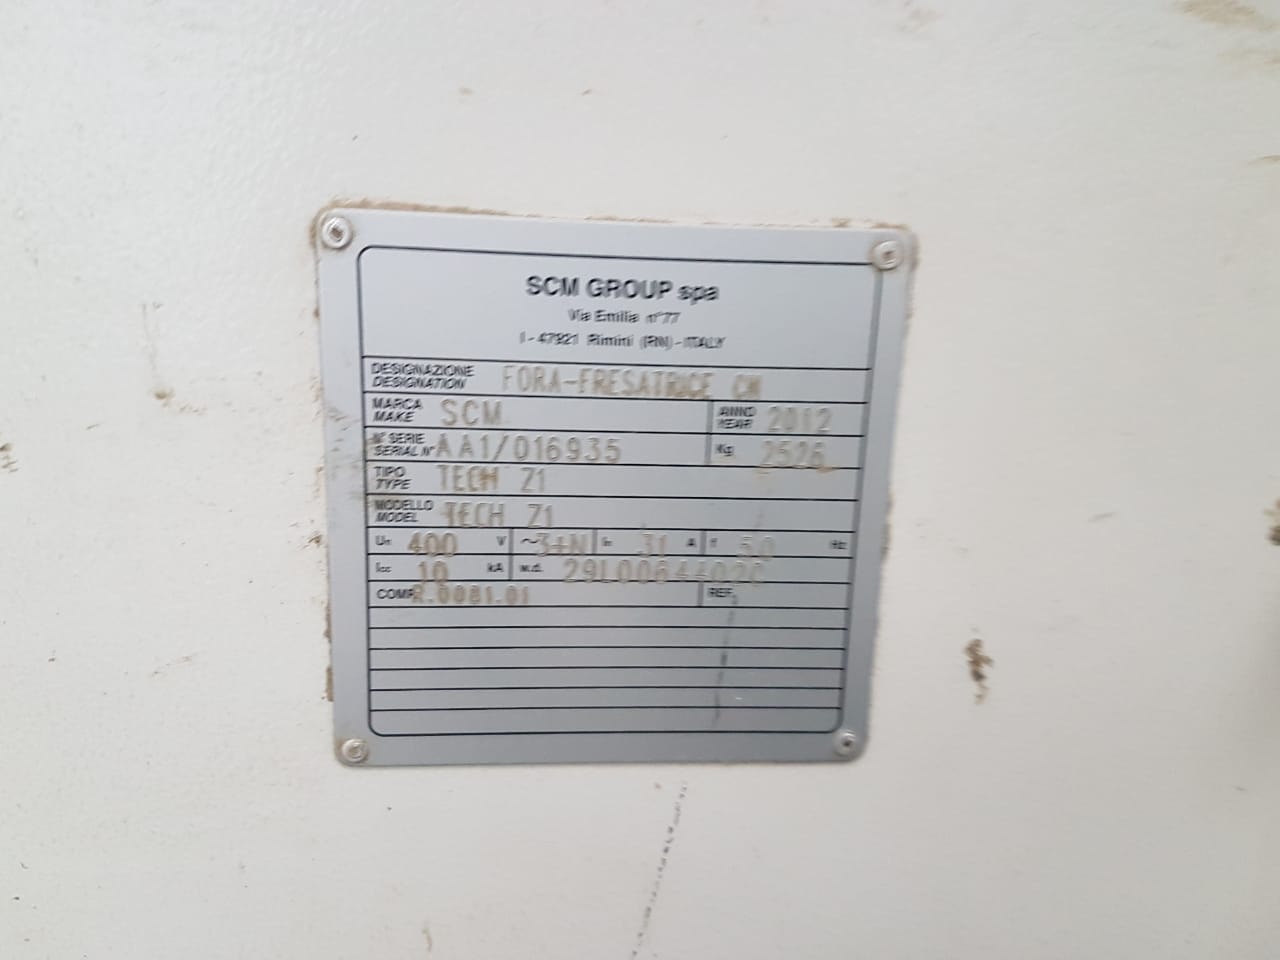 SCM GROUP spa
Via Emilia n°77
I - 47921 Rimini (RN) - ITALY
DESIGNAZIONE
DESIGNATION FORA-FRESATRICE CN
MARCA
MAKE SCM
ANNO
YEAR 2012
N° SERIE
SERIAL N° AA1/016935
Kg 2526
TIPO
TYPE TECH Z1
MODELLO
MODEL TECH Z1
Un 400 V ~3+N In 31 A f 50 Hz
Icc 10 kA w.d.
COMP. R.0081.01 REF.